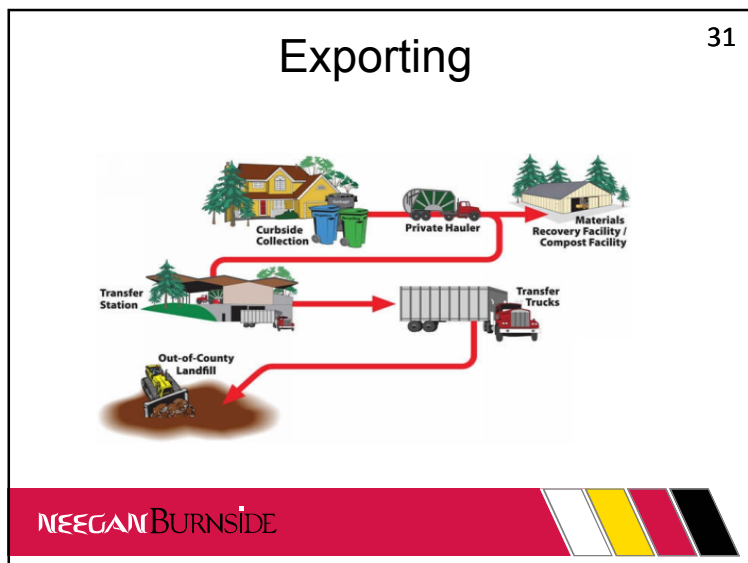 Exporting
31
Curbside
Collection
Private Hauler
Materials
Recovery Facility /
Compost Facility
Transfer
Station
Transfer
Trucks
Out-of-County
Landfill
NEEGAN BURNSIDE